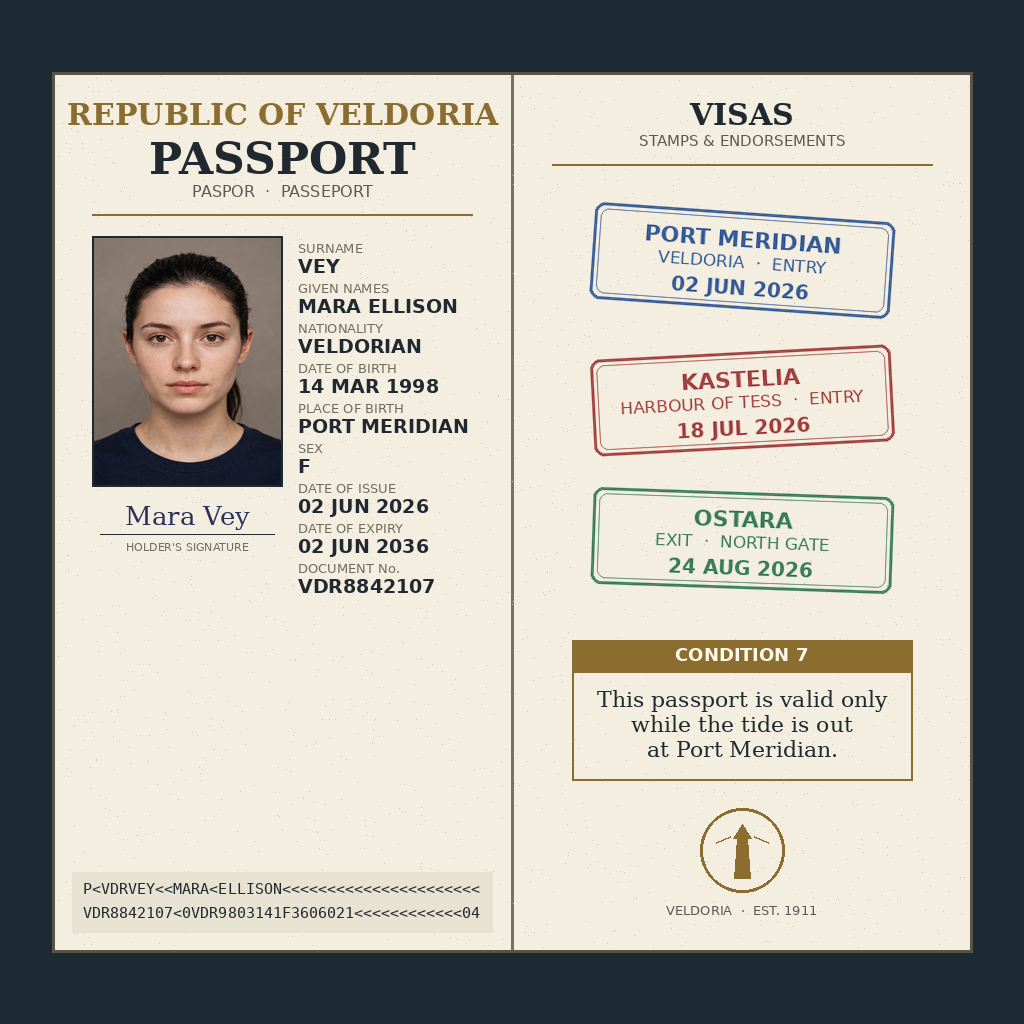 REPUBLIC OF VELDORIA
PASSPORT
PASPOR · PASSEPORT
SURNAME
VEY
GIVEN NAMES
MARA ELLISON
NATIONALITY
VELDORIAN
DATE OF BIRTH
14 MAR 1998
PLACE OF BIRTH
PORT MERIDIAN
SEX
F
DATE OF ISSUE
02 JUN 2026
DATE OF EXPIRY
02 JUN 2036
DOCUMENT No.
VDR8842107
Mara Vey
HOLDER'S SIGNATURE
P<VDRVEY<<MARA<ELLISON<<<<<<<<<<<<<<<<<<<<<<
VDR8842107<0VDR9803141F3606021<<<<<<<<<<<<04
VISAS
STAMPS & ENDORSEMENTS
PORT MERIDIAN
VELDORIA · ENTRY
02 JUN 2026
KASTELIA
HARBOUR OF TESS · ENTRY
18 JUL 2026
OSTARA
EXIT · NORTH GATE
24 AUG 2026
CONDITION 7
This passport is valid only
while the tide is out
at Port Meridian.
VELDORIA · EST. 1911